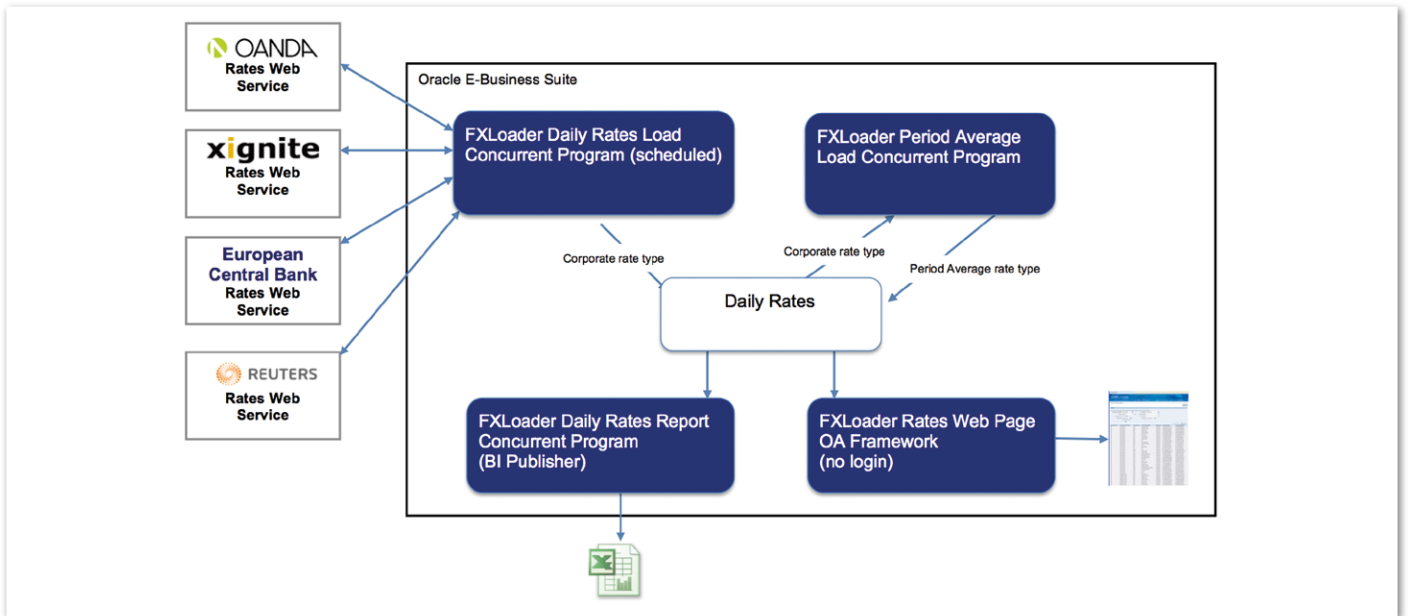 OANDA
Rates Web
Service
xignite
Rates Web
Service
European
Central Bank
Rates Web
Service
REUTERS
Rates Web
Service
Oracle E-Business Suite
FXLoader Daily Rates Load
Concurrent Program (scheduled)
FXLoader Period Average
Load Concurrent Program
Corporate rate type
Corporate rate type
Period Average rate type
Daily Rates
FXLoader Daily Rates Report
Concurrent Program
(BI Publisher)
FXLoader Rates Web Page
OA Framework
(no login)